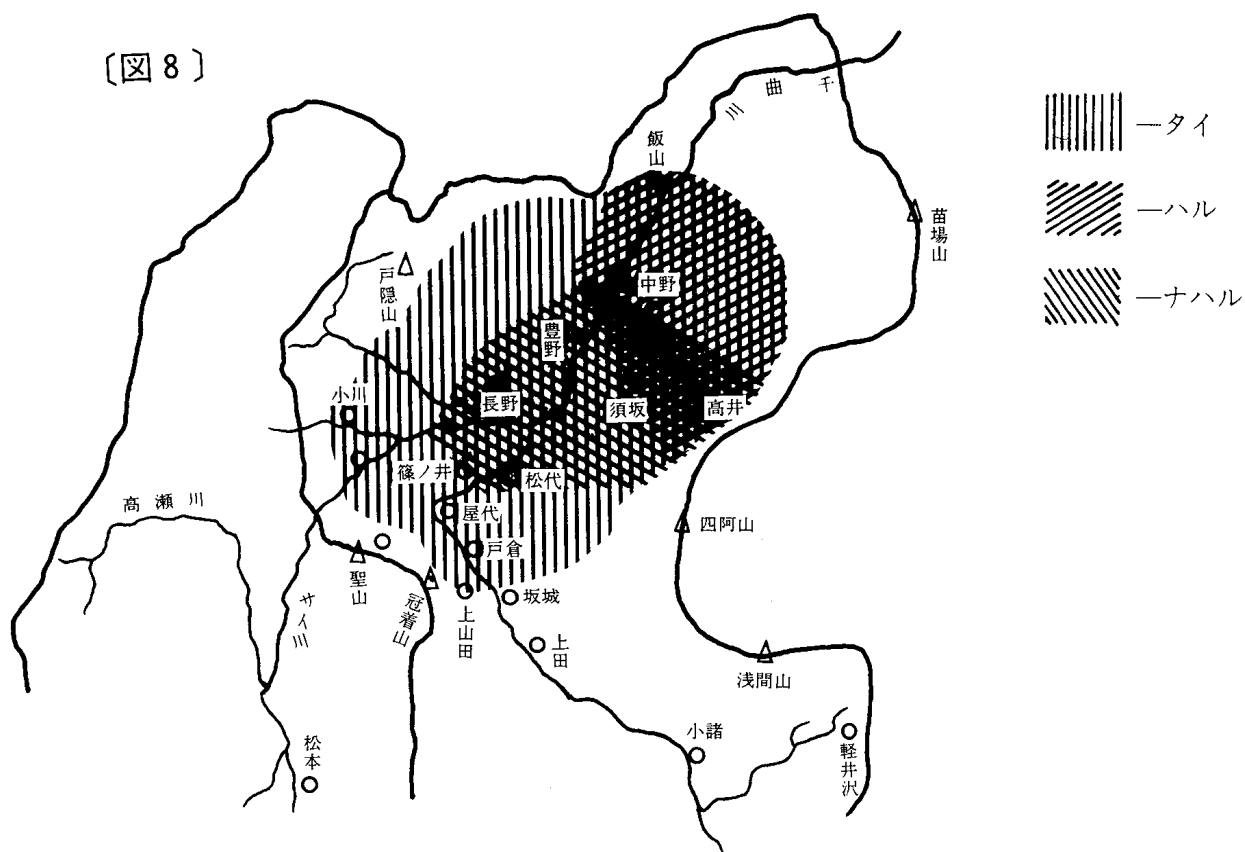 〔図８〕
―タイ
―ハル
―ナハル
千曲川
飯山
苗場山
戸隠山
中野
豊野
小川
長野
須坂
高井
篠ノ井
松代
高瀬川
屋代
四阿山
戸倉
聖山
サイ川
冠着山
上山田
坂城
上田
浅間山
小諸
松本
軽井沢